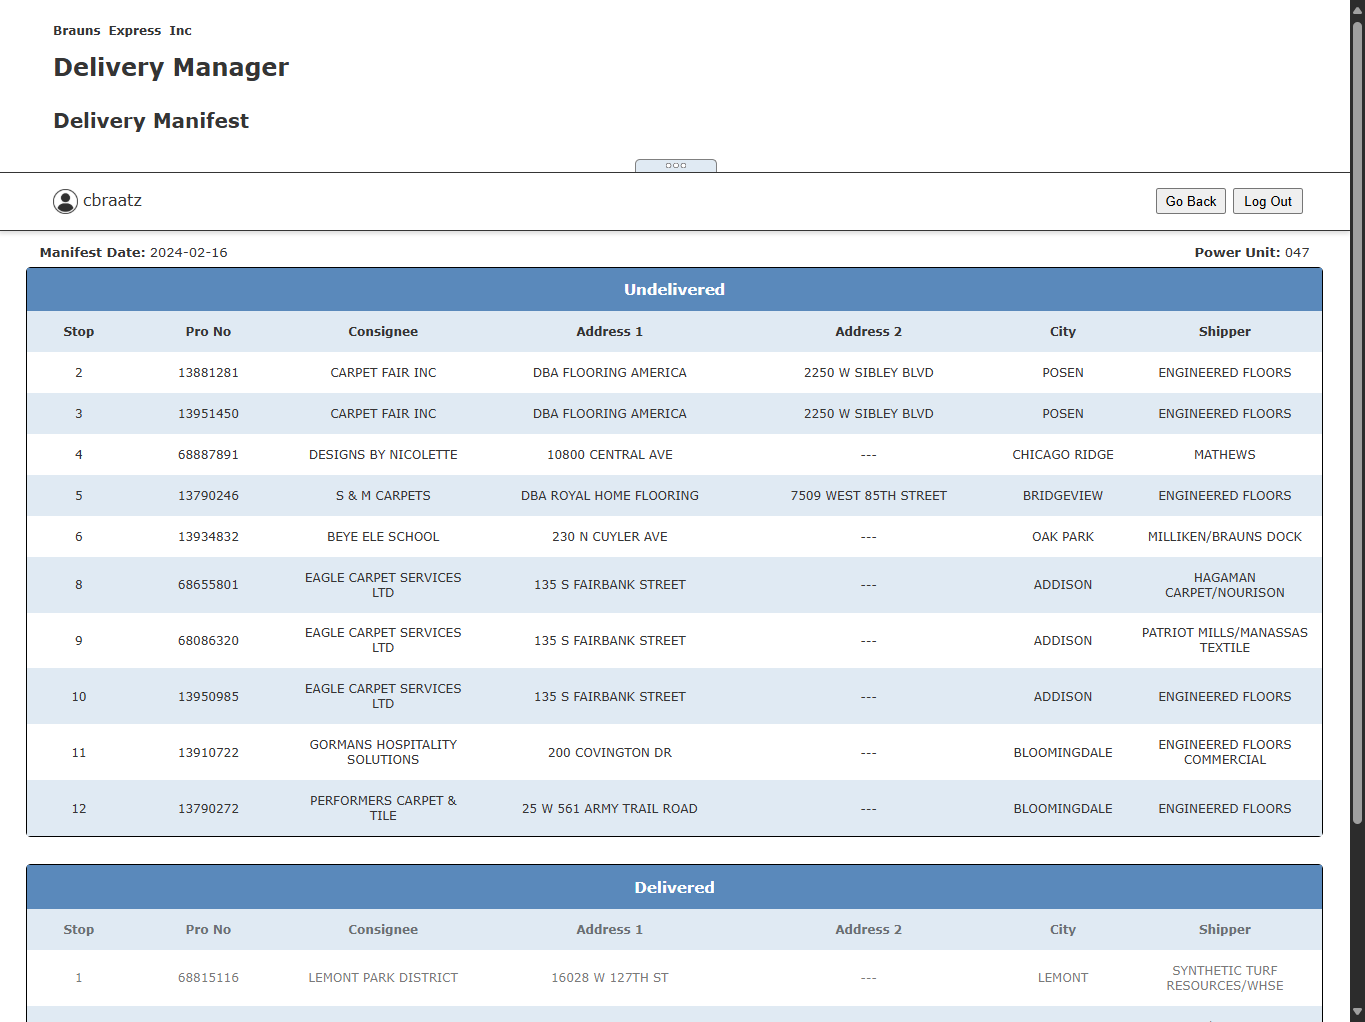 Brauns Express Inc
Delivery Manager
Delivery Manifest
cbraatz
Go Back Log Out
Manifest Date: 2024-02-16 Power Unit: 047
Undelivered
Stop Pro No Consignee Address 1 Address 2 City Shipper
2 13881281 CARPET FAIR INC DBA FLOORING AMERICA 2250 W SIBLEY BLVD POSEN ENGINEERED FLOORS
3 13951450 CARPET FAIR INC DBA FLOORING AMERICA 2250 W SIBLEY BLVD POSEN ENGINEERED FLOORS
4 68887891 DESIGNS BY NICOLETTE 10800 CENTRAL AVE --- CHICAGO RIDGE MATHEWS
5 13790246 S & M CARPETS DBA ROYAL HOME FLOORING 7509 WEST 85TH STREET BRIDGEVIEW ENGINEERED FLOORS
6 13934832 BEYE ELE SCHOOL 230 N CUYLER AVE --- OAK PARK MILLIKEN/BRAUNS DOCK
8 68655801 EAGLE CARPET SERVICES LTD 135 S FAIRBANK STREET --- ADDISON HAGAMAN CARPET/NOURISON
9 68086320 EAGLE CARPET SERVICES LTD 135 S FAIRBANK STREET --- ADDISON PATRIOT MILLS/MANASSAS TEXTILE
10 13950985 EAGLE CARPET SERVICES LTD 135 S FAIRBANK STREET --- ADDISON ENGINEERED FLOORS
11 13910722 GORMANS HOSPITALITY SOLUTIONS 200 COVINGTON DR --- BLOOMINGDALE ENGINEERED FLOORS COMMERCIAL
12 13790272 PERFORMERS CARPET & TILE 25 W 561 ARMY TRAIL ROAD --- BLOOMINGDALE ENGINEERED FLOORS
Delivered
Stop Pro No Consignee Address 1 Address 2 City Shipper
1 68815116 LEMONT PARK DISTRICT 16028 W 127TH ST --- LEMONT SYNTHETIC TURF RESOURCES/WHSE